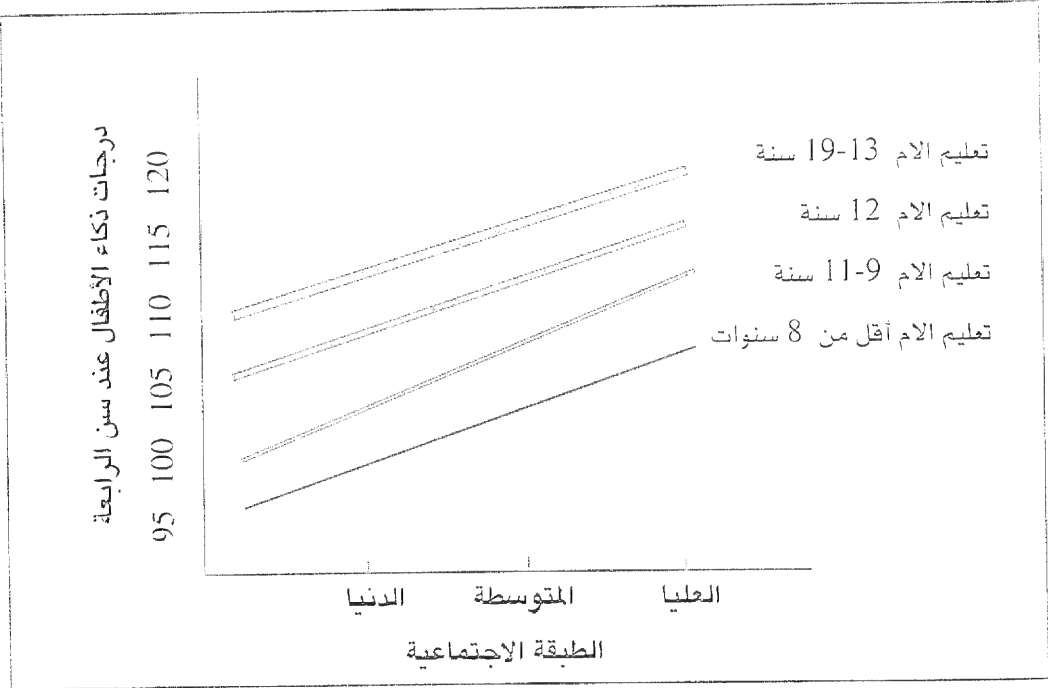 درجات ذكاء الأطفال عند سن الرابعة
120
115
110
105
100
95
تعليم الام 13-19 سنة
تعليم الام 12 سنة
تعليم الام 9-11 سنة
تعليم الام أقل من 8 سنوات
العليا
المتوسطة
الدنيا
الطبقة الاجتماعية